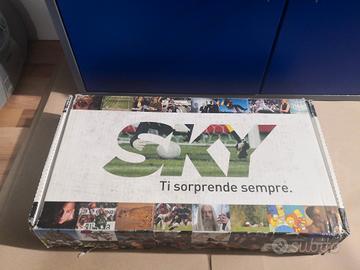 SKY
Ti sorprende sempre.
subito